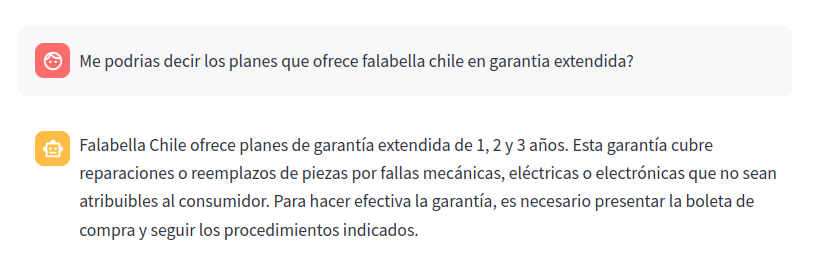 Me podrias decir los planes que ofrece falabella chile en garantia extendida?
Falabella Chile ofrece planes de garantía extendida de 1, 2 y 3 años. Esta garantía cubre
reparaciones o reemplazos de piezas por fallas mecánicas, eléctricas o electrónicas que no sean
atribuibles al consumidor. Para hacer efectiva la garantía, es necesario presentar la boleta de
compra y seguir los procedimientos indicados.